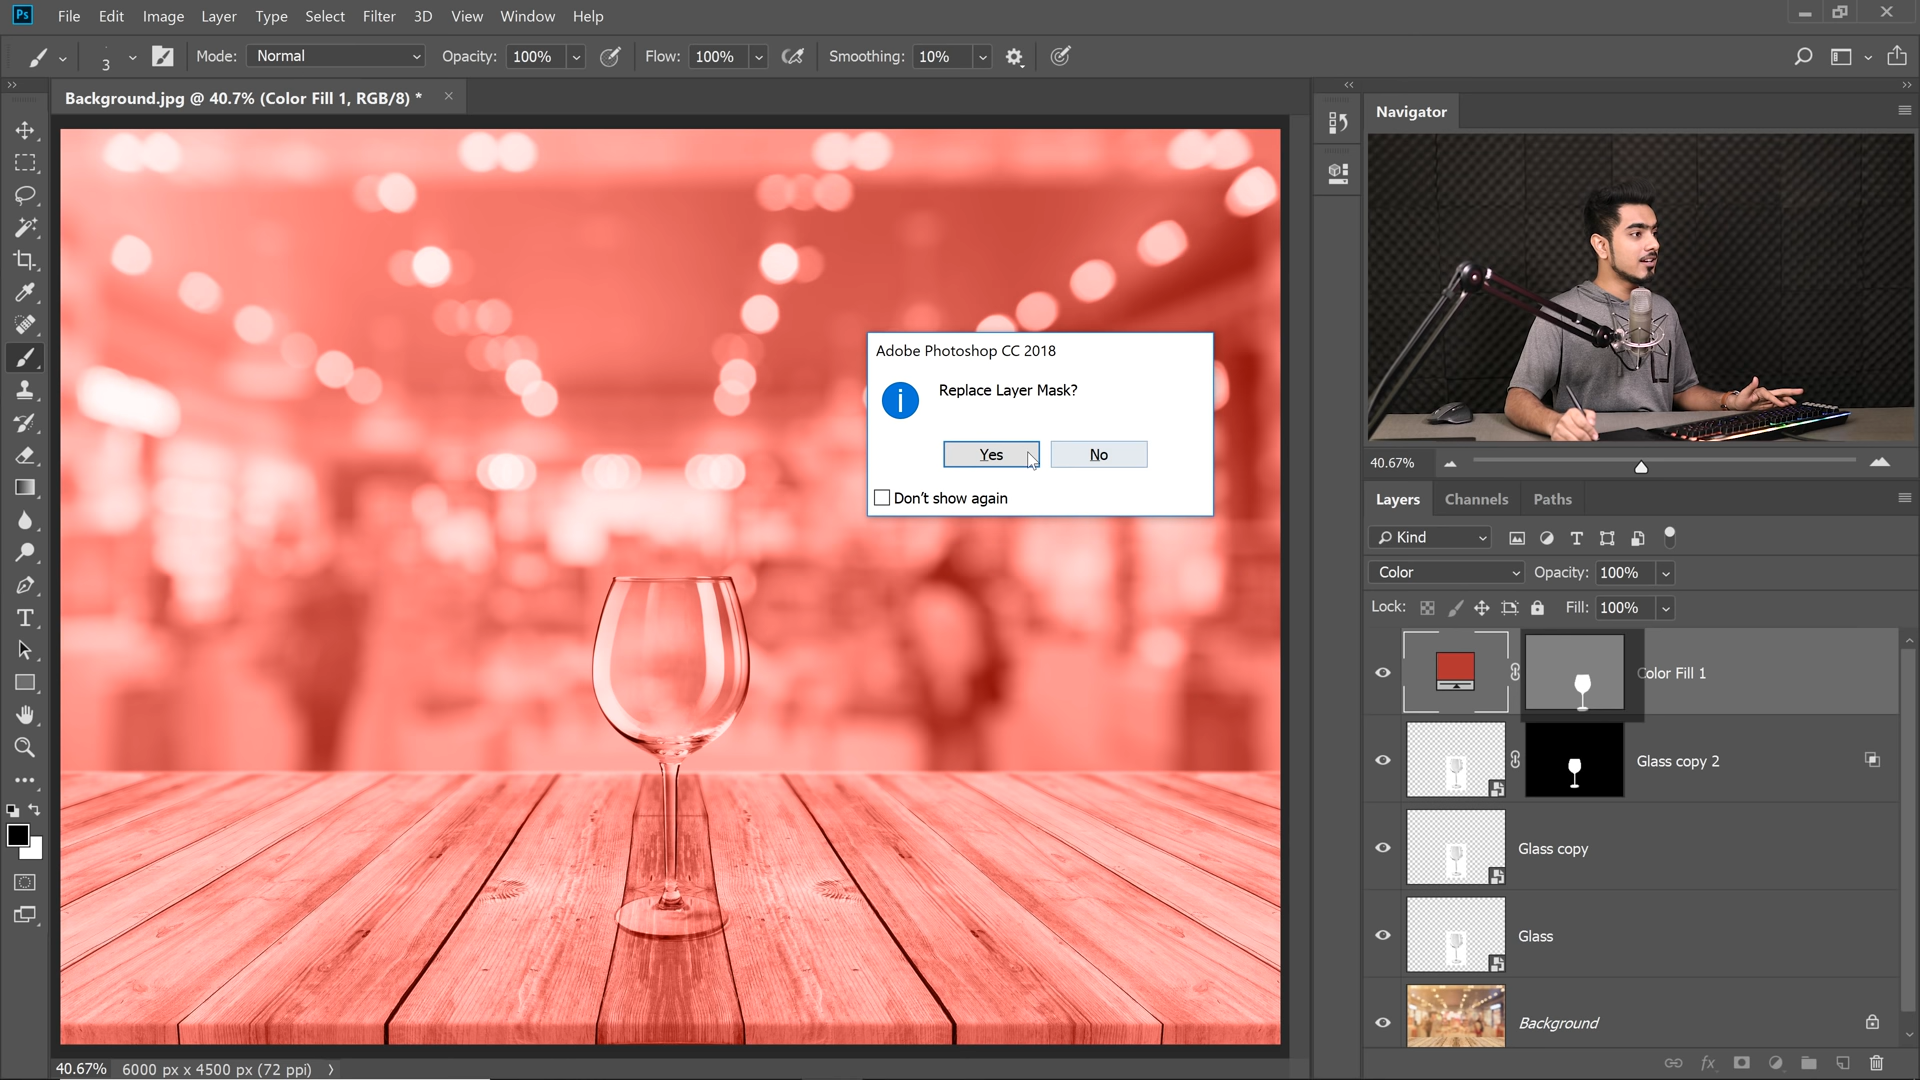 Ps File Edit Image Layer Type Select Filter 3D View Window Help
3 Mode: Normal Opacity: 100% Flow: 100% Smoothing: 10%
Background.jpg @ 40.7% (Color Fill 1, RGB/8) *
Navigator
Adobe Photoshop CC 2018
Replace Layer Mask?
Yes No
Don't show again
40.67%
Layers Channels Paths
Kind
Color Opacity: 100%
Lock: Fill: 100%
Color Fill 1
Glass copy 2
Glass copy
Glass
Background
fx
40.67% 6000 px x 4500 px (72 ppi)